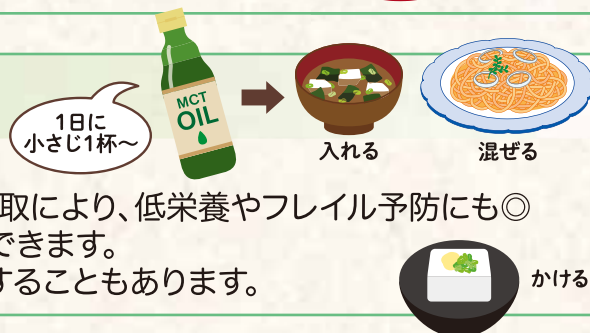 1日に
小さじ1杯〜
MCT
OIL
入れる
混ぜる
取により、低栄養やフレイル予防にも◎
できます。
することもあります。
かける